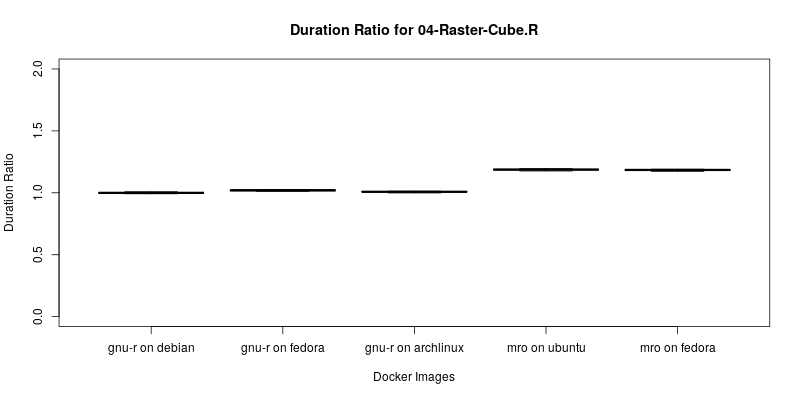 Duration Ratio for 04-Raster-Cube.R
Duration Ratio
2.0
1.5
1.0
0.5
0.0
gnu-r on debian
gnu-r on fedora
gnu-r on archlinux
mro on ubuntu
mro on fedora
Docker Images